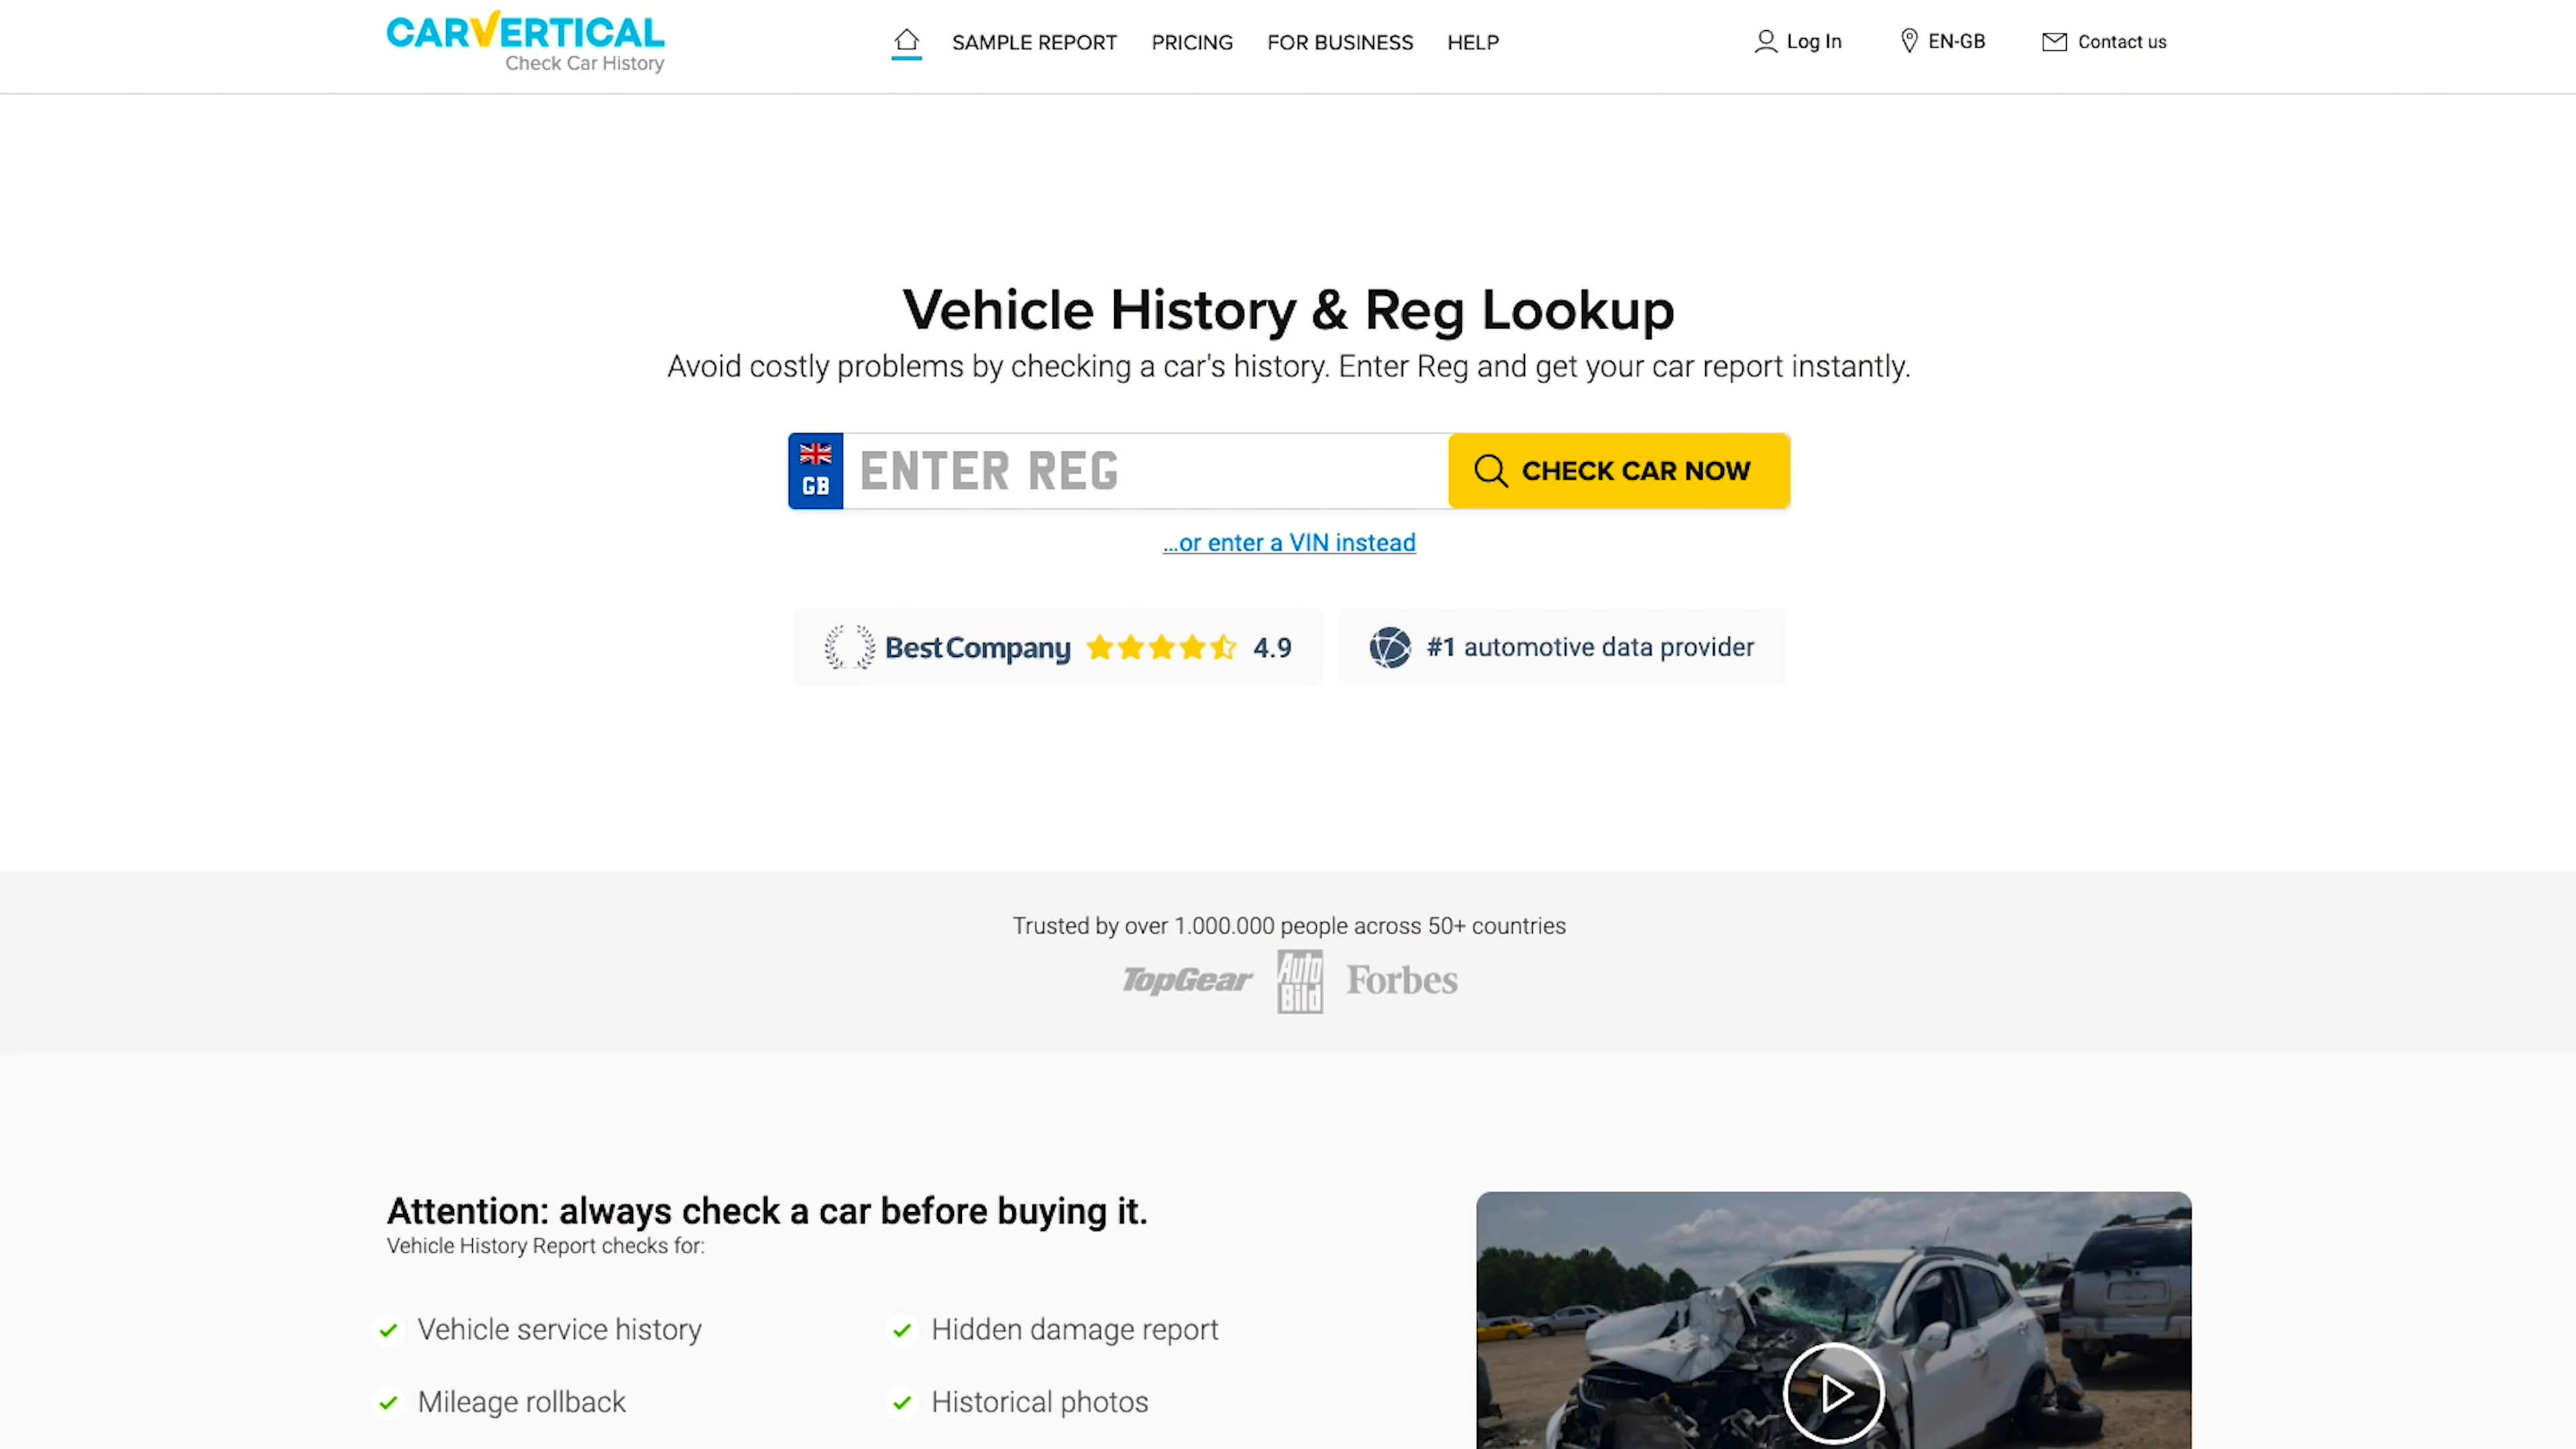 CARVERTICAL
Check Car History
SAMPLE REPORT
PRICING
FOR BUSINESS
HELP
Log In
EN-GB
Contact us
Vehicle History & Reg Lookup
Avoid costly problems by checking a car's history. Enter Reg and get your car report instantly.
GB
ENTER REG
CHECK CAR NOW
...or enter a VIN instead
BestCompany
4.9
#1 automotive data provider
Trusted by over 1.000.000 people across 50+ countries
TopGear
Auto
Bild
Forbes
Attention: always check a car before buying it.
Vehicle History Report checks for:
Vehicle service history
Hidden damage report
Mileage rollback
Historical photos